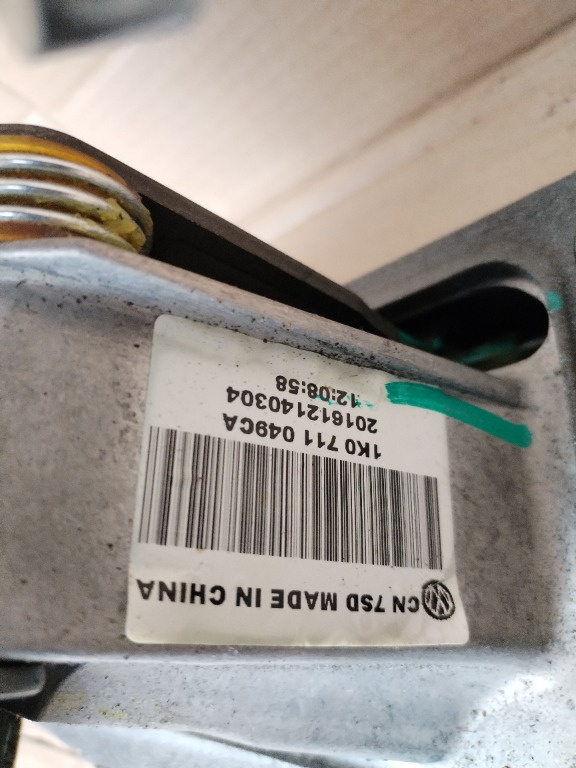 CN 7SD MADE IN CHINA
1K0 711 049CA
201612140304
12:08:58